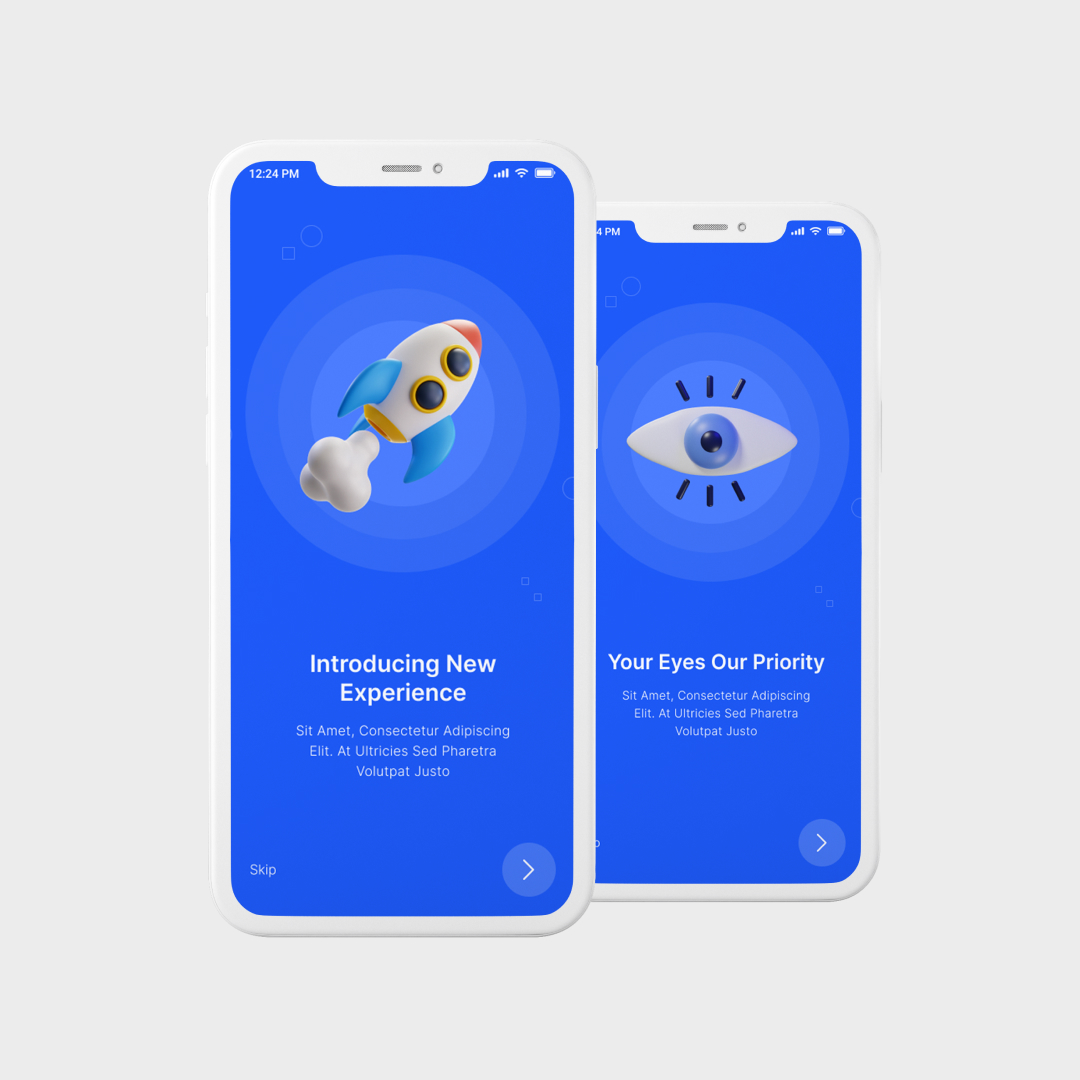 12:24 PM
Introducing New
Experience
Sit Amet, Consectetur Adipiscing
Elit. At Ultricies Sed Pharetra
Volutpat Justo
Skip
4 PM
Your Eyes Our Priority
Sit Amet, Consectetur Adipiscing
Elit. At Ultricies Sed Pharetra
Volutpat Justo